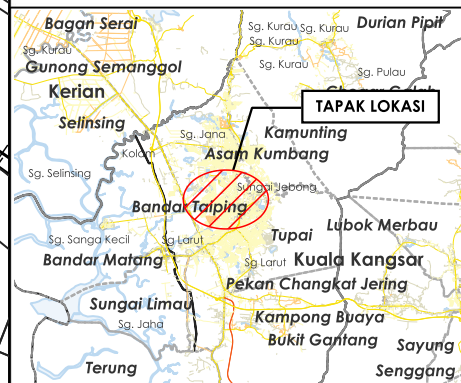 Bagan Serai
Sg. Kurau
Sg. Kurau
Durian Pipit
Sg. Kurau
Sg. Kurau
Gunong Semanggol
Sg. Kurau
Sg. Pulau
Kerian
TAPAK LOKASI
Selinsing
Sg. Jana
Kamunting
Kolam
Asam Kumbang
Sg. Selinsing
Sungai Jebong
Bandar Taiping
Lubok Merbau
Sg. Sanga Kecil
Sg Larut
Tupai
Bandar Matang
Sg Larut
Kuala Kangsar
Pekan Changkat Jering
Sungai Limau
Kampong Buaya
Sg. Jaha
Bukit Gantang
Sayung
Terung
Senggang